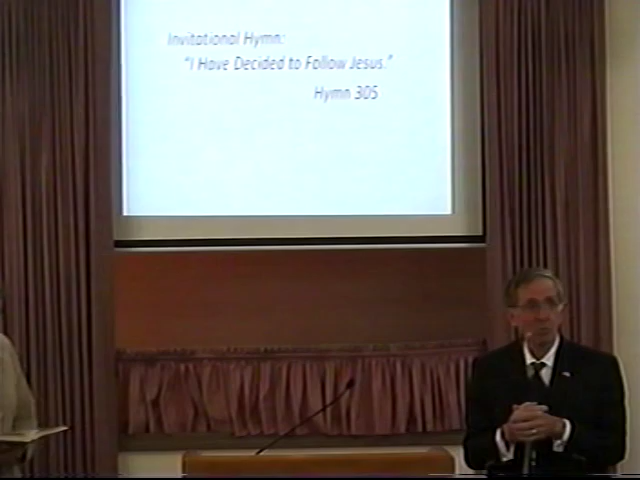 Invitational Hymn:
"I Have Decided to Follow Jesus."
Hymn 305